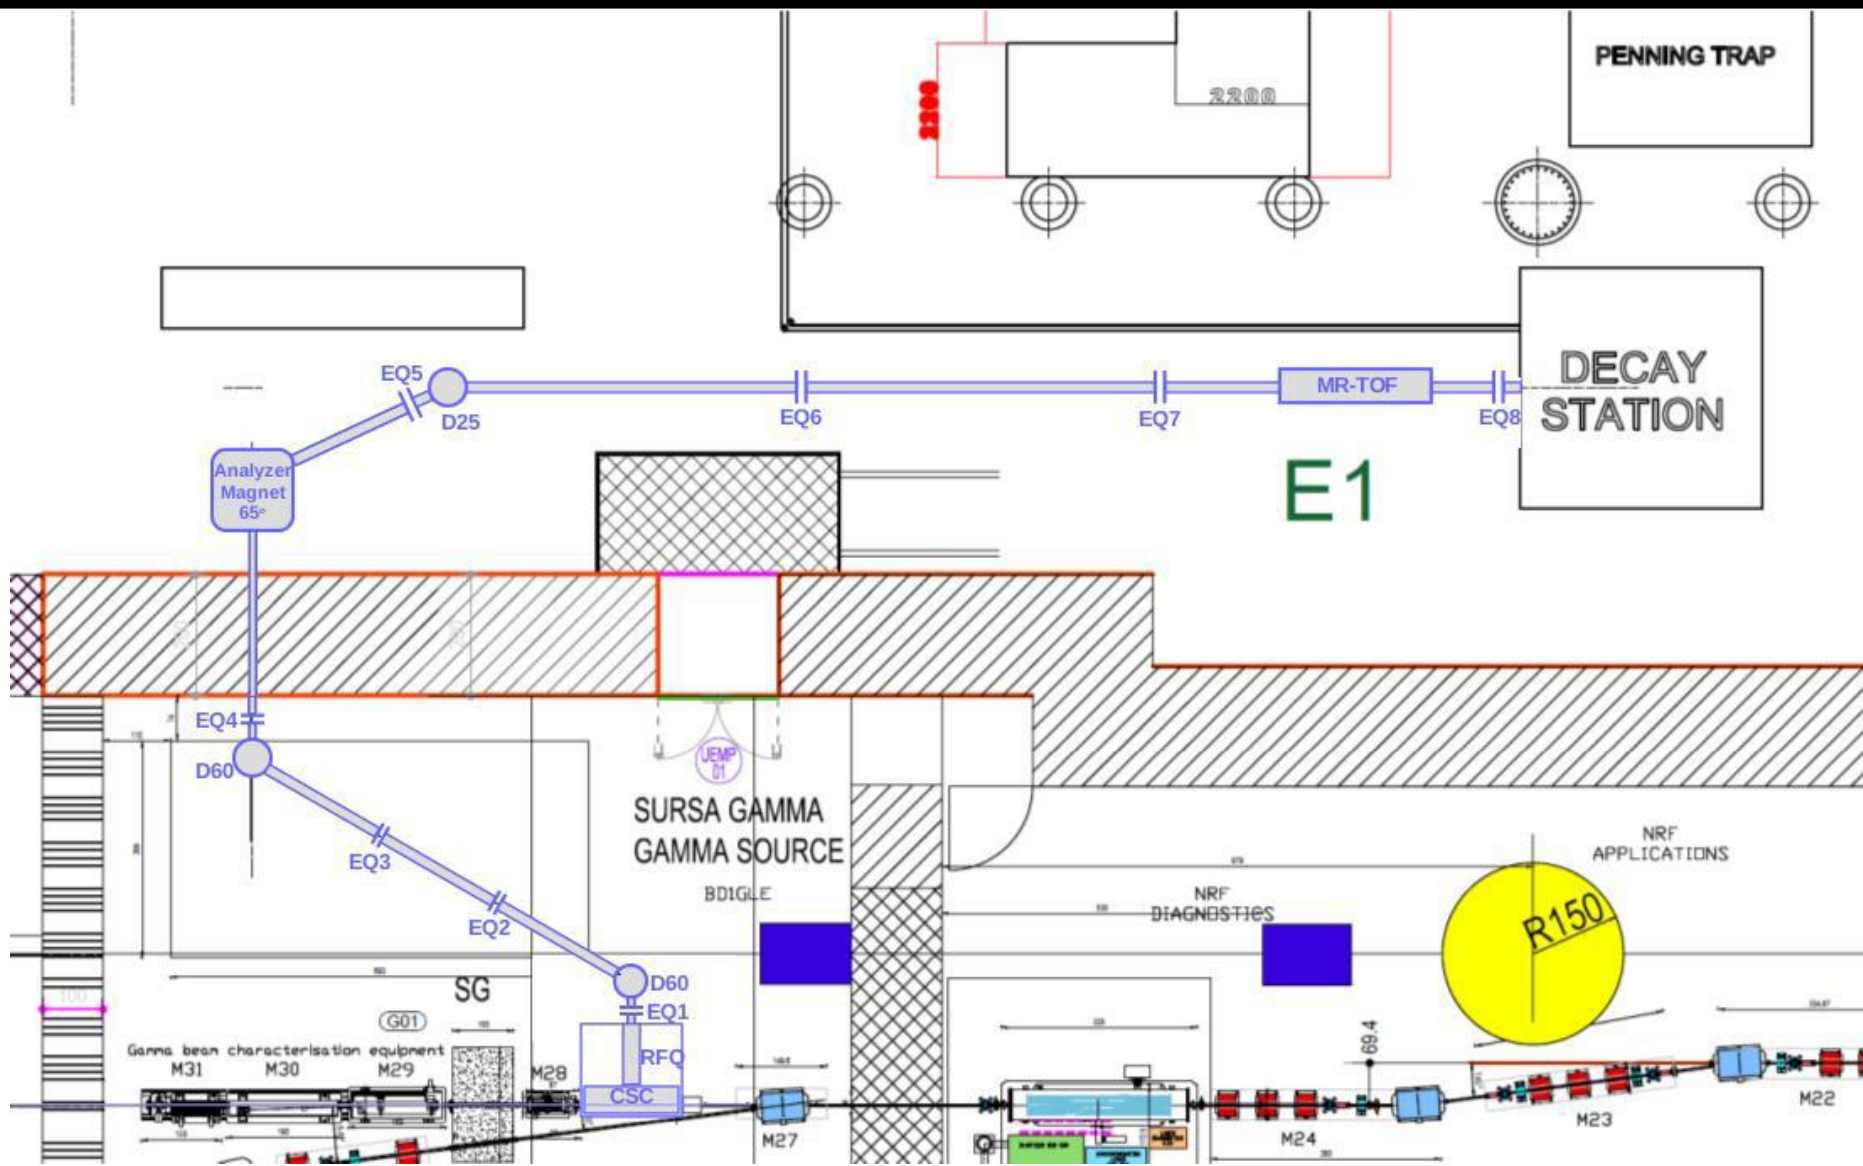 PENNING TRAP
2200
2200
DECAY
STATION
EQ5
D25
EQ6
EQ7
MR-TOF
EQ8
E1
Analyzer
Magnet
65°
EQ4
D60
UEMP
01
SURSA GAMMA
GAMMA SOURCE
BD1GLE
EQ3
EQ2
NRF
APPLICATIONS
NRF
DIAGNOSTICS
R150
D60
EQ1
SG
100
G01
Gamma beam characterisation equipment
M31
M30
M29
M28
RFQ
CSC
M27
69.4
M24
M23
M22